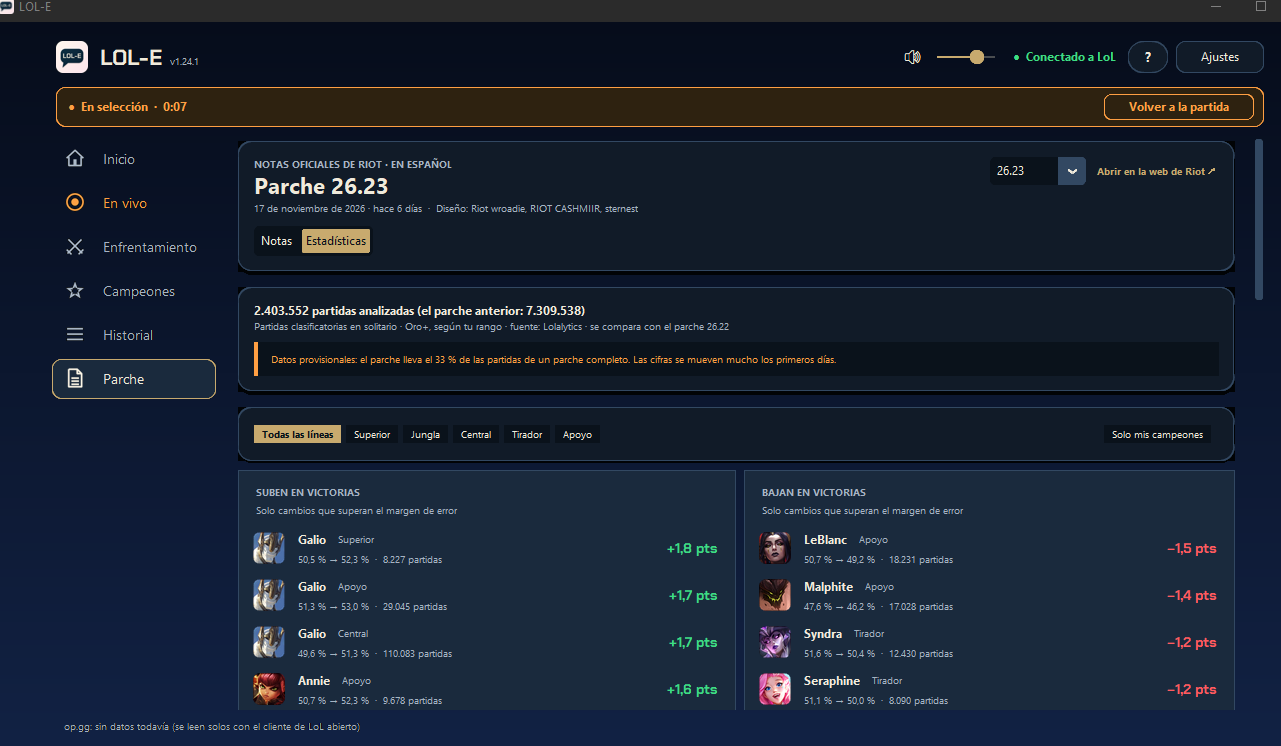 LOL-E
LOL-E LOL-E v1.24.1
• Conectado a LoL ? Ajustes
• En selección · 0:07 Volver a la partida
Inicio
En vivo
Enfrentamiento
Campeones
Historial
Parche
NOTAS OFICIALES DE RIOT · EN ESPAÑOL
Parche 26.23
26.23 Abrir en la web de Riot ↗
17 de noviembre de 2026 · hace 6 días · Diseño: Riot wroadie, RIOT CASHMIIR, sternest
Notas Estadísticas
2.403.552 partidas analizadas (el parche anterior: 7.309.538)
Partidas clasificatorias en solitario · Oro+, según tu rango · fuente: Lolalytics · se compara con el parche 26.22
Datos provisionales: el parche lleva el 33 % de las partidas de un parche completo. Las cifras se mueven mucho los primeros días.
Todas las líneas Superior Jungla Central Tirador Apoyo Solo mis campeones
SUBEN EN VICTORIAS
Solo cambios que superan el margen de error
Galio Superior
50,5 % → 52,3 % · 8.227 partidas
+1,8 pts
Galio Apoyo
51,3 % → 53,0 % · 29.045 partidas
+1,7 pts
Galio Central
49,6 % → 51,3 % · 110.083 partidas
+1,7 pts
Annie Apoyo
50,7 % → 52,3 % · 9.678 partidas
+1,6 pts
BAJAN EN VICTORIAS
Solo cambios que superan el margen de error
LeBlanc Apoyo
50,7 % → 49,2 % · 18.231 partidas
−1,5 pts
Malphite Apoyo
47,6 % → 46,2 % · 17.028 partidas
−1,4 pts
Syndra Tirador
51,6 % → 50,4 % · 12.430 partidas
−1,2 pts
Seraphine Tirador
51,1 % → 50,0 % · 8.090 partidas
−1,2 pts
op.gg: sin datos todavía (se leen solos con el cliente de LoL abierto)